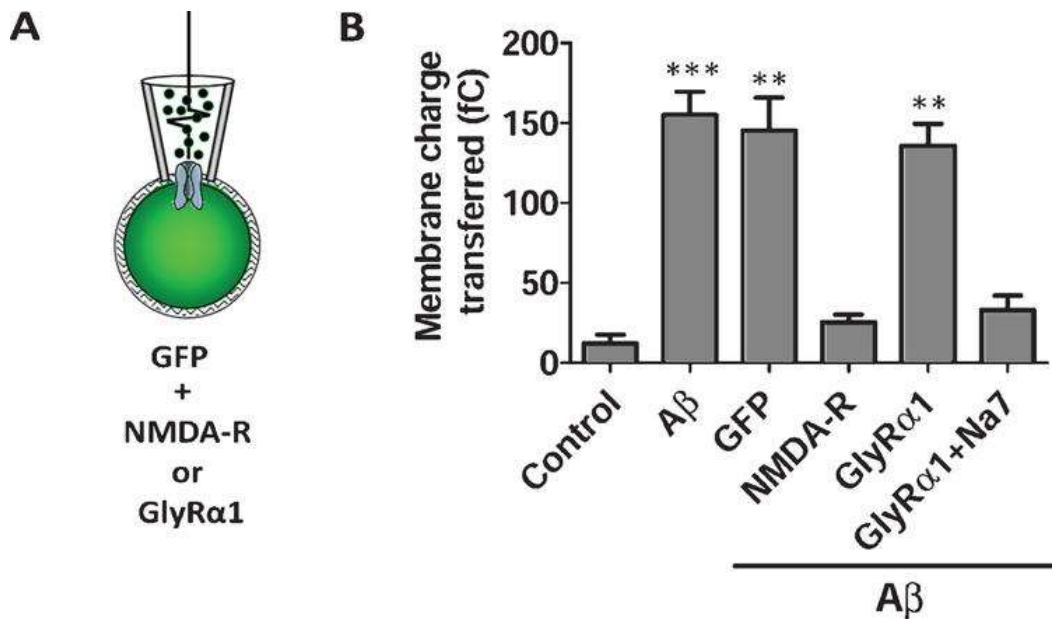 A
GFP
+
NMDA-R
or
GlyRα1
B
Membrane charge
transferred (fC)
200
150
100
50
0
***
**
**
Control
Aβ
GFP
NMDA-R
GlyRα1
GlyRα1+Na7
Aβ